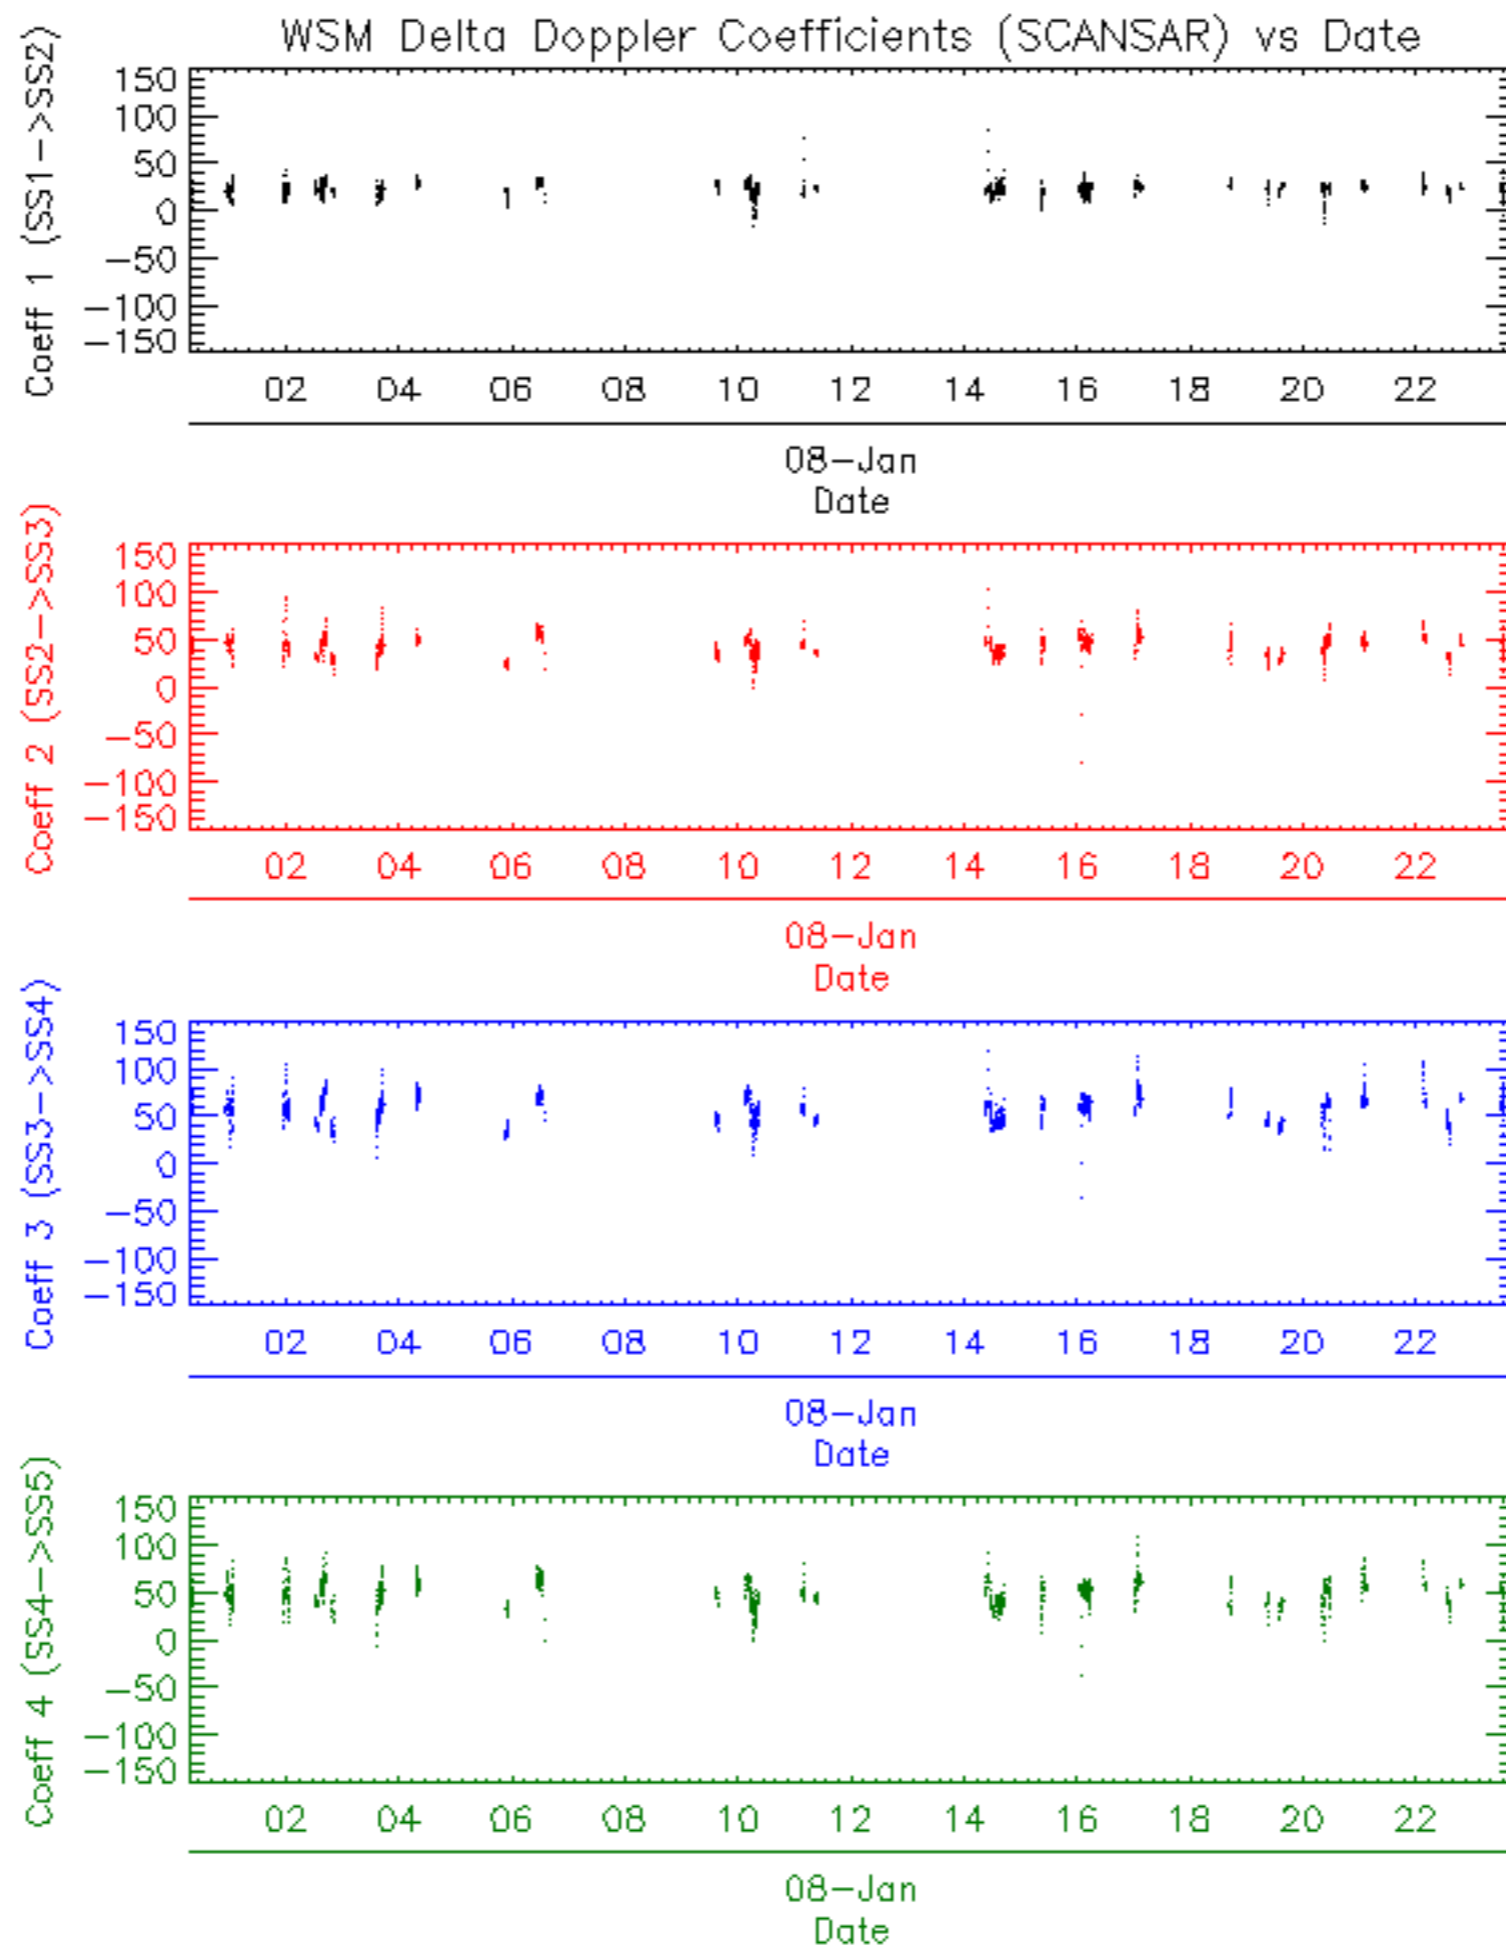 WSM Delta Doppler Coefficients (SCANSAR) vs Date
Coeff 1 (SS1->SS2)
150
100
50
0
-50
-100
-150
02 04 06 08 10 12 14 16 18 20 22
08-Jan
Date
Coeff 2 (SS2->SS3)
150
100
50
0
-50
-100
-150
02 04 06 08 10 12 14 16 18 20 22
08-Jan
Date
Coeff 3 (SS3->SS4)
150
100
50
0
-50
-100
-150
02 04 06 08 10 12 14 16 18 20 22
08-Jan
Date
Coeff 4 (SS4->SS5)
150
100
50
0
-50
-100
-150
02 04 06 08 10 12 14 16 18 20 22
08-Jan
Date